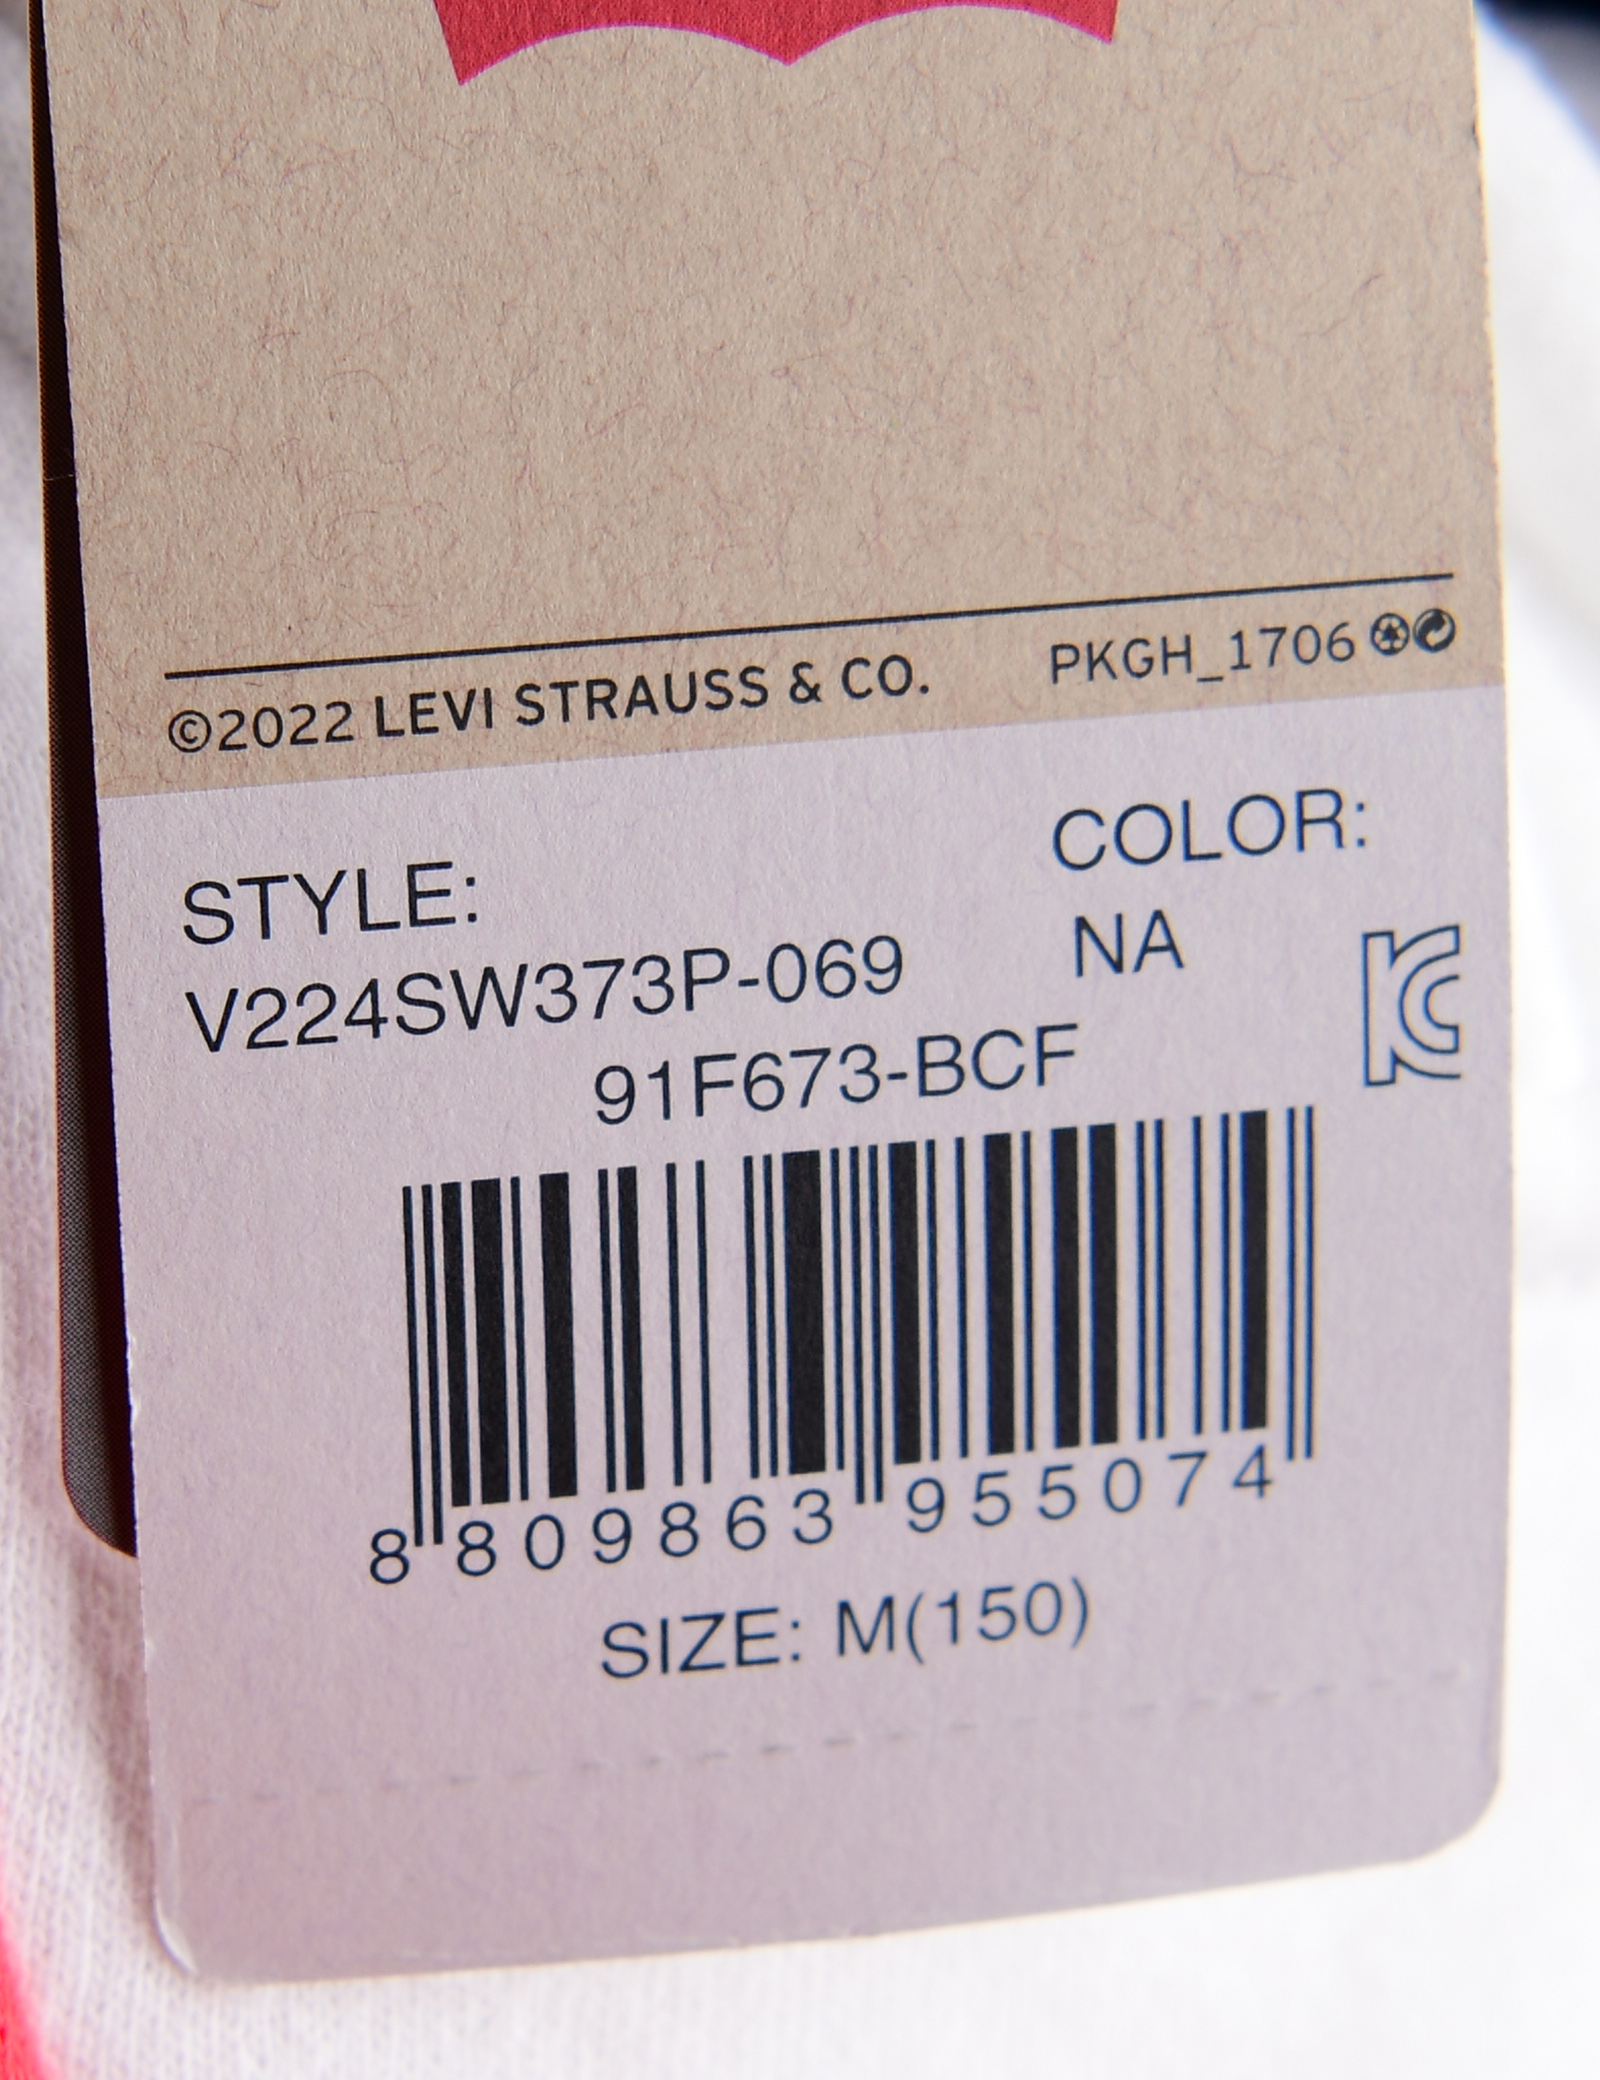 ©2022 LEVI STRAUSS & CO. PKGH_1706
STYLE: COLOR:
V224SW373P-069 NA
91F673-BCF
8 809863 955074
SIZE: M(150)